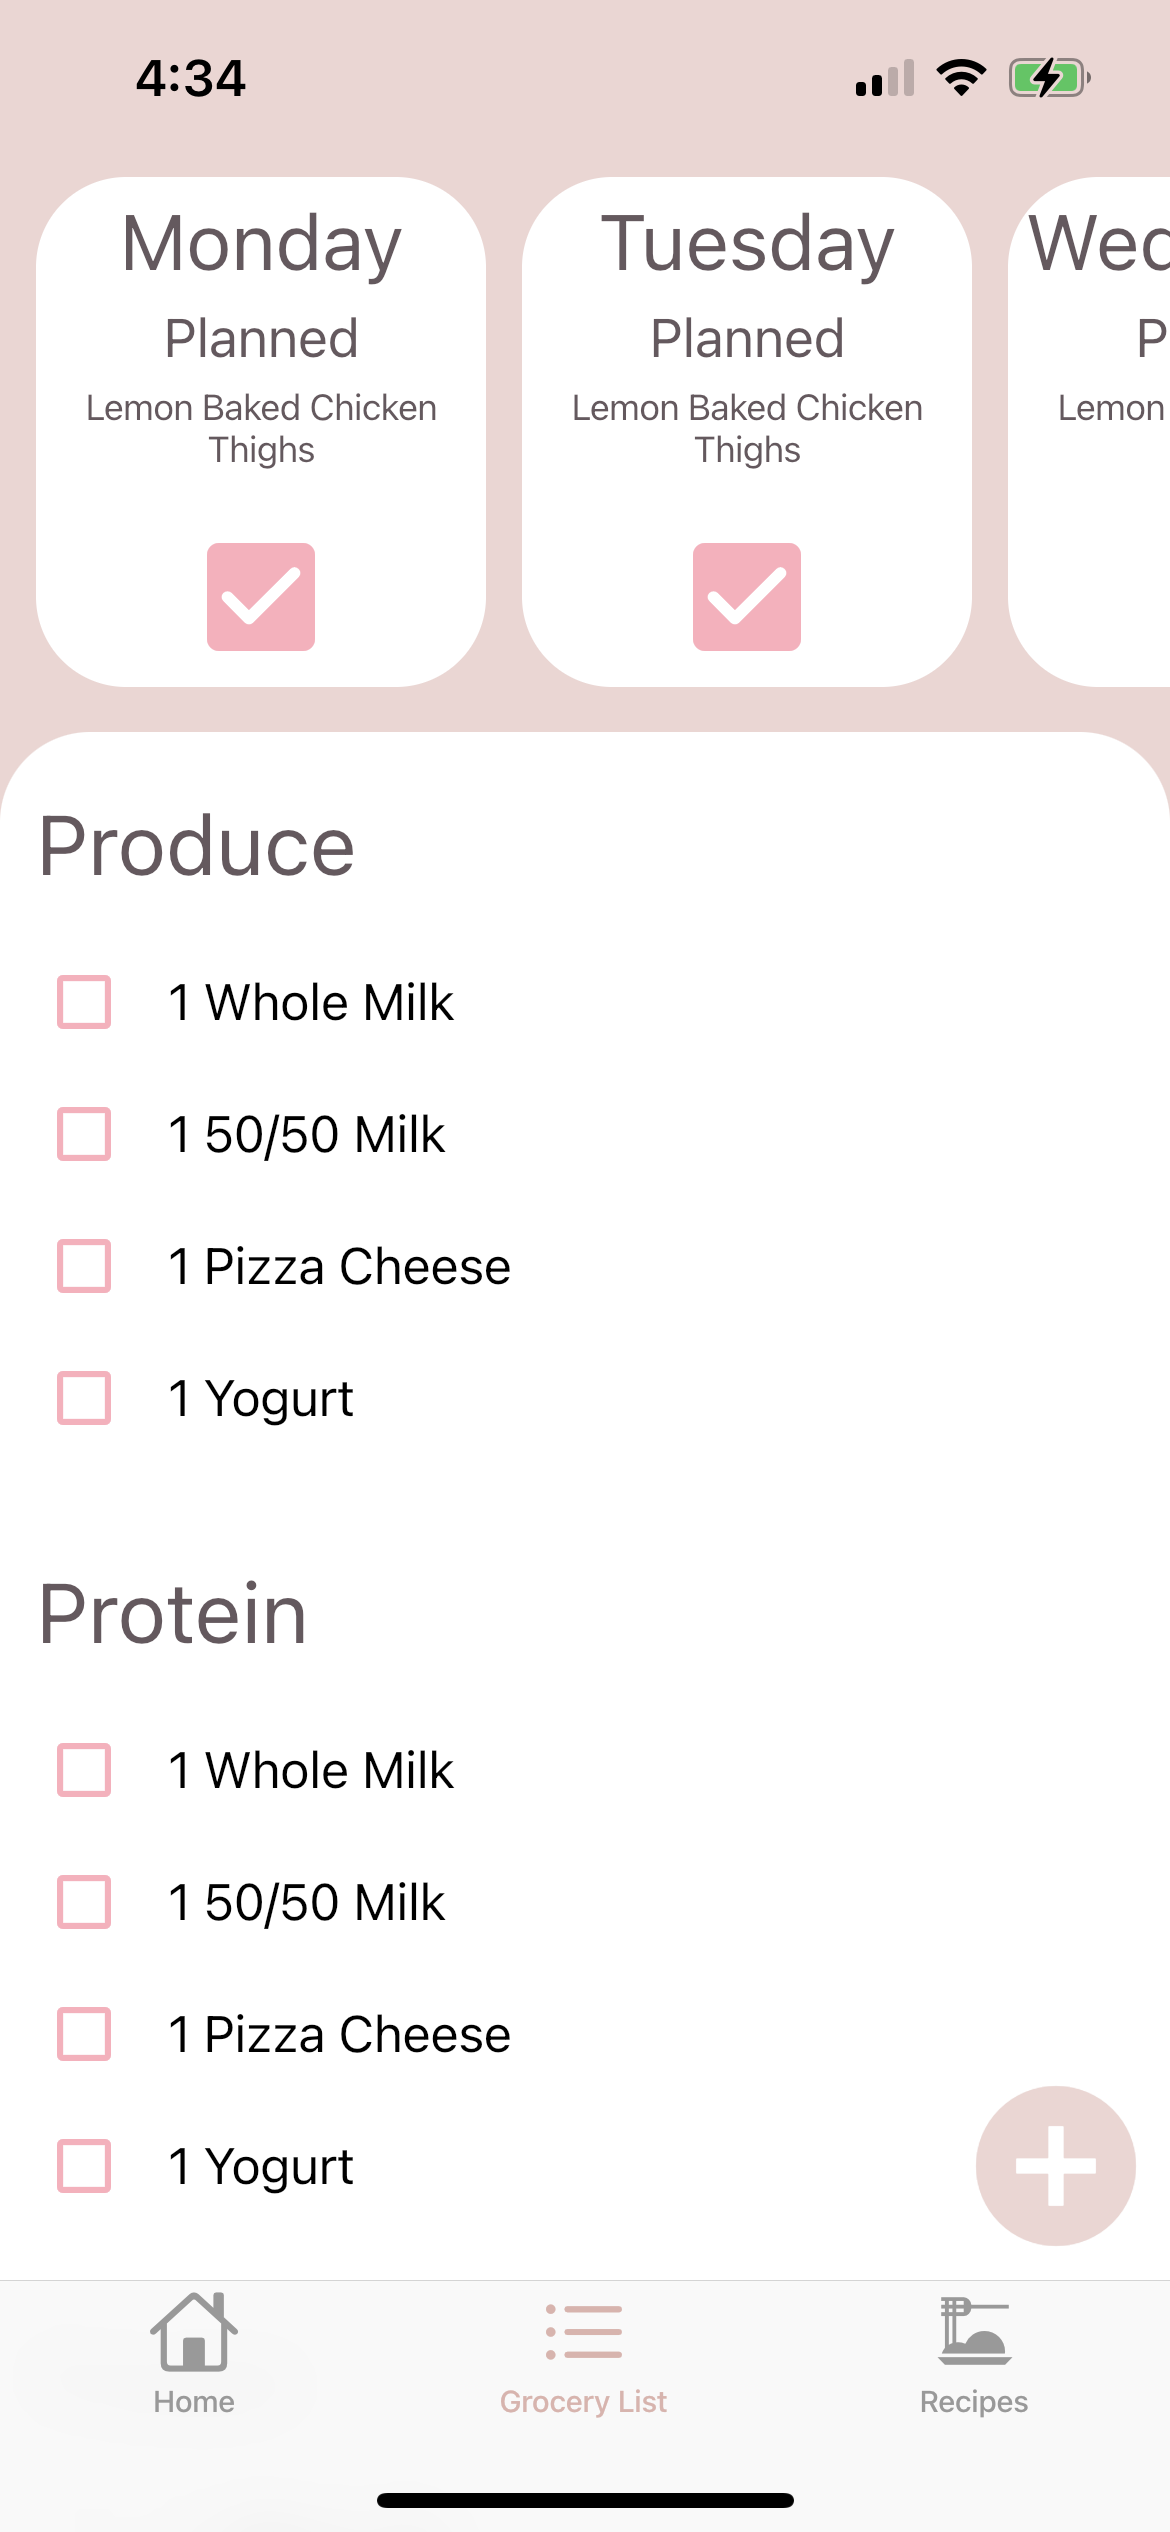 4:34
Monday
Planned
Lemon Baked Chicken
Thighs
Tuesday
Planned
Lemon Baked Chicken
Thighs
Wed
P
Lemon
Produce
1 Whole Milk
1 50/50 Milk
1 Pizza Cheese
1 Yogurt
Protein
1 Whole Milk
1 50/50 Milk
1 Pizza Cheese
1 Yogurt
Home
Grocery List
Recipes